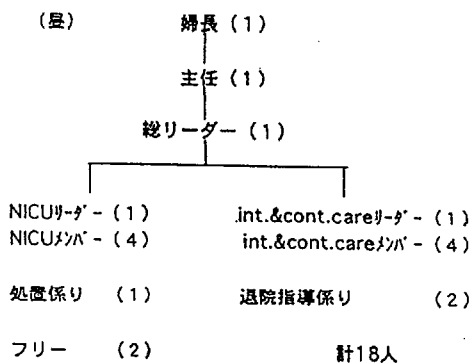 (昼) 婦長(1)
主任(1)
総リーダー(1)
NICUリーダー(1) int.&cont.careリーダー(1)
NICUメンバー(4) int.&cont.careメンバー(4)
処置係り (1) 退院指導係り (2)
フリー (2) 計18人